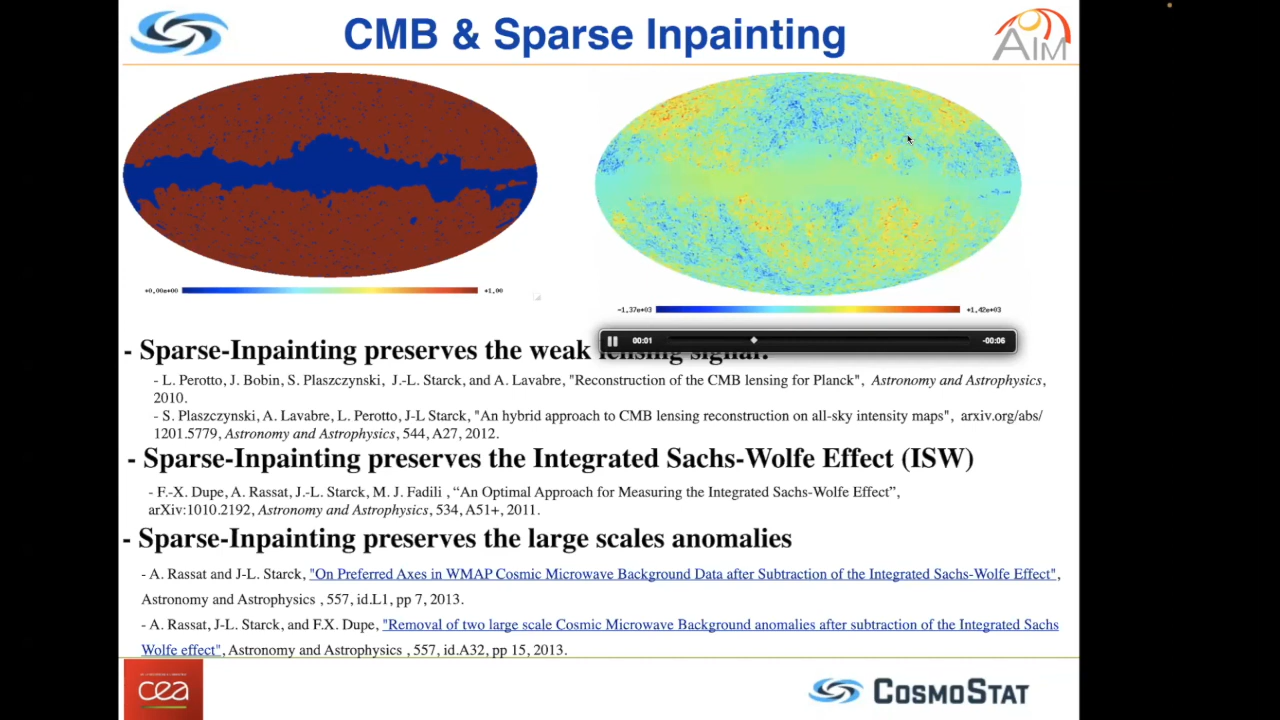 CMB & Sparse Inpainting
AIM
+0.00e+00
+1.00
-1.37e+03
+1.42e+03
00:01
-00:06
- Sparse-Inpainting preserves the weak lensing signal.
- L. Perotto, J. Bobin, S. Plaszczynski, J.-L. Starck, and A. Lavabre, "Reconstruction of the CMB lensing for Planck", Astronomy and Astrophysics,
2010.
- S. Plaszczynski, A. Lavabre, L. Perotto, J-L Starck, "An hybrid approach to CMB lensing reconstruction on all-sky intensity maps", arxiv.org/abs/
1201.5779, Astronomy and Astrophysics, 544, A27, 2012.
- Sparse-Inpainting preserves the Integrated Sachs-Wolfe Effect (ISW)
- F.-X. Dupe, A. Rassat, J.-L. Starck, M. J. Fadili , “An Optimal Approach for Measuring the Integrated Sachs-Wolfe Effect”,
arXiv:1010.2192, Astronomy and Astrophysics, 534, A51+, 2011.
- Sparse-Inpainting preserves the large scales anomalies
- A. Rassat and J-L. Starck, "On Preferred Axes in WMAP Cosmic Microwave Background Data after Subtraction of the Integrated Sachs-Wolfe Effect",
Astronomy and Astrophysics , 557, id.L1, pp 7, 2013.
- A. Rassat, J-L. Starck, and F.X. Dupe, "Removal of two large scale Cosmic Microwave Background anomalies after subtraction of the Integrated Sachs
Wolfe effect", Astronomy and Astrophysics , 557, id.A32, pp 15, 2013.
cea
COSMOSTAT